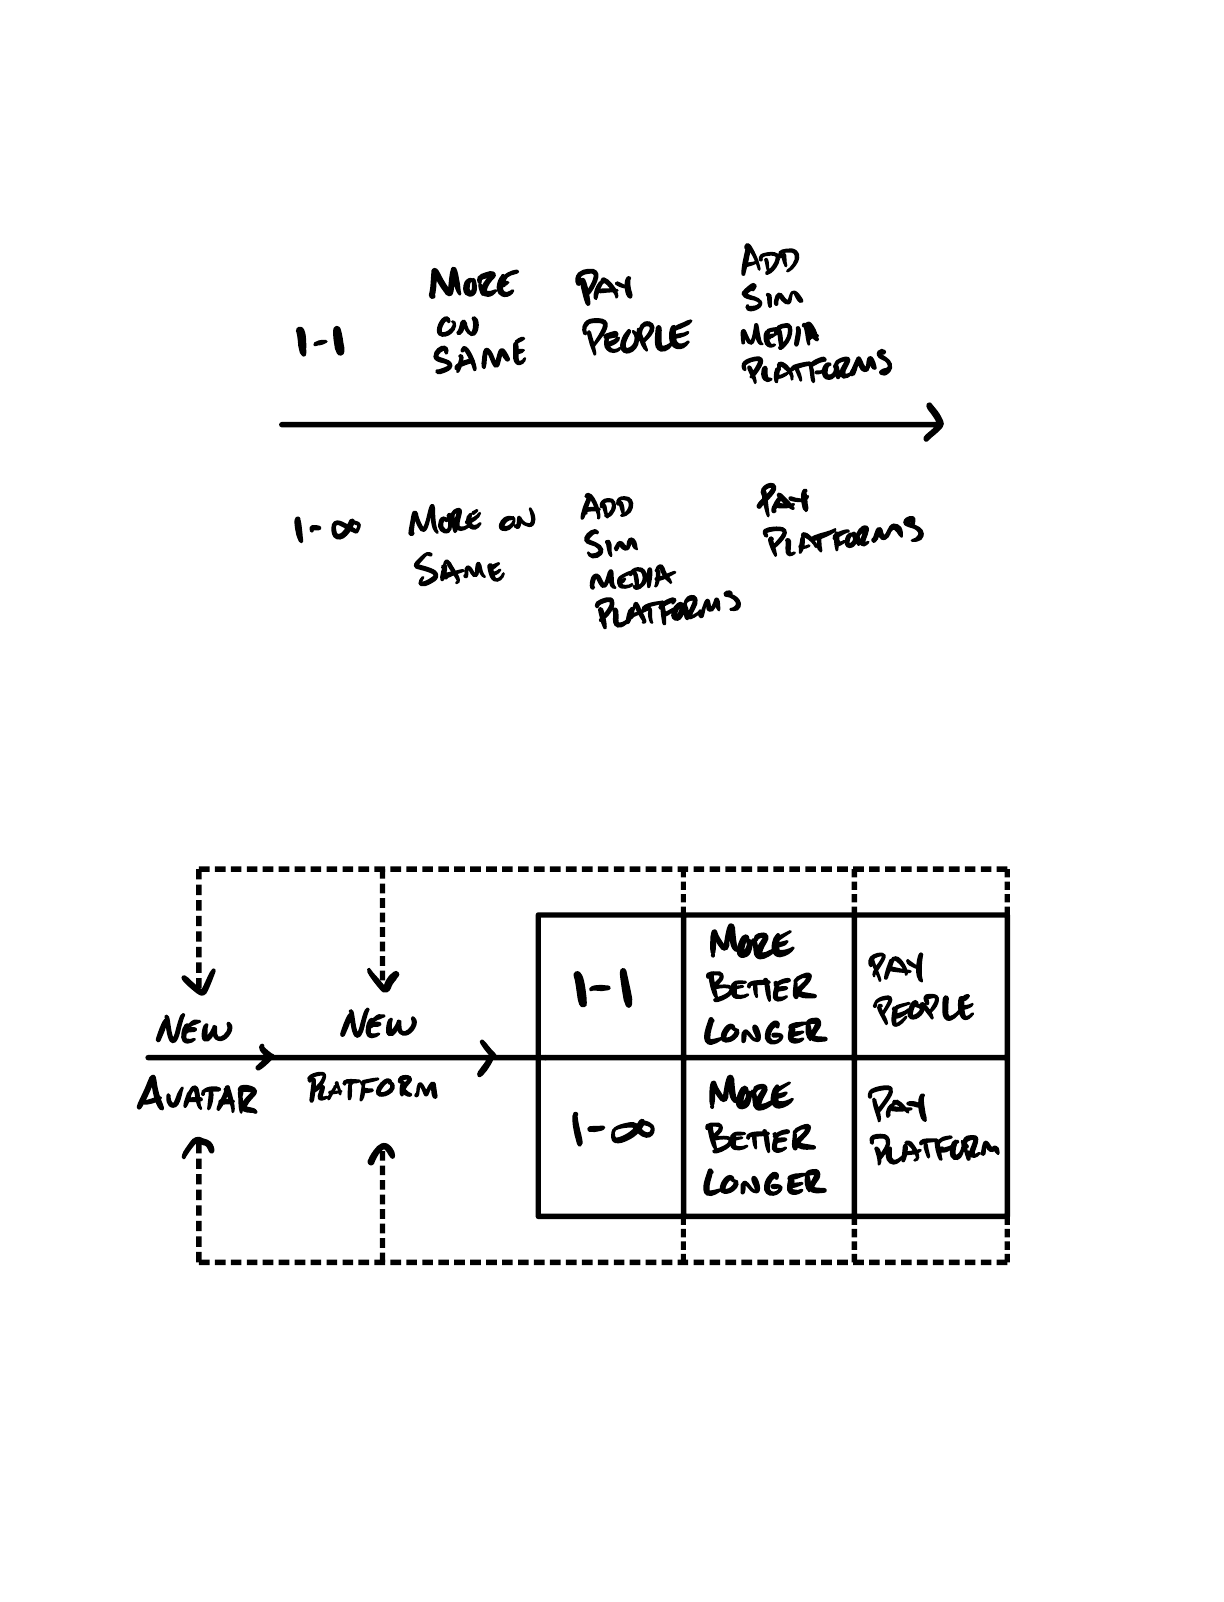 1-1
MORE
ON
SAME
PAY
PEOPLE
ADD
SIM
MEDIA
PLATFORMS
1-∞
MORE ON
SAME
ADD
SIM
MEDIA
PLATFORMS
PAY
PLATFORMS
NEW
AVATAR
NEW
PLATFORM
1-1
MORE
BETTER
LONGER
PAY
PEOPLE
1-∞
MORE
BETTER
LONGER
PAY
PLATFORM